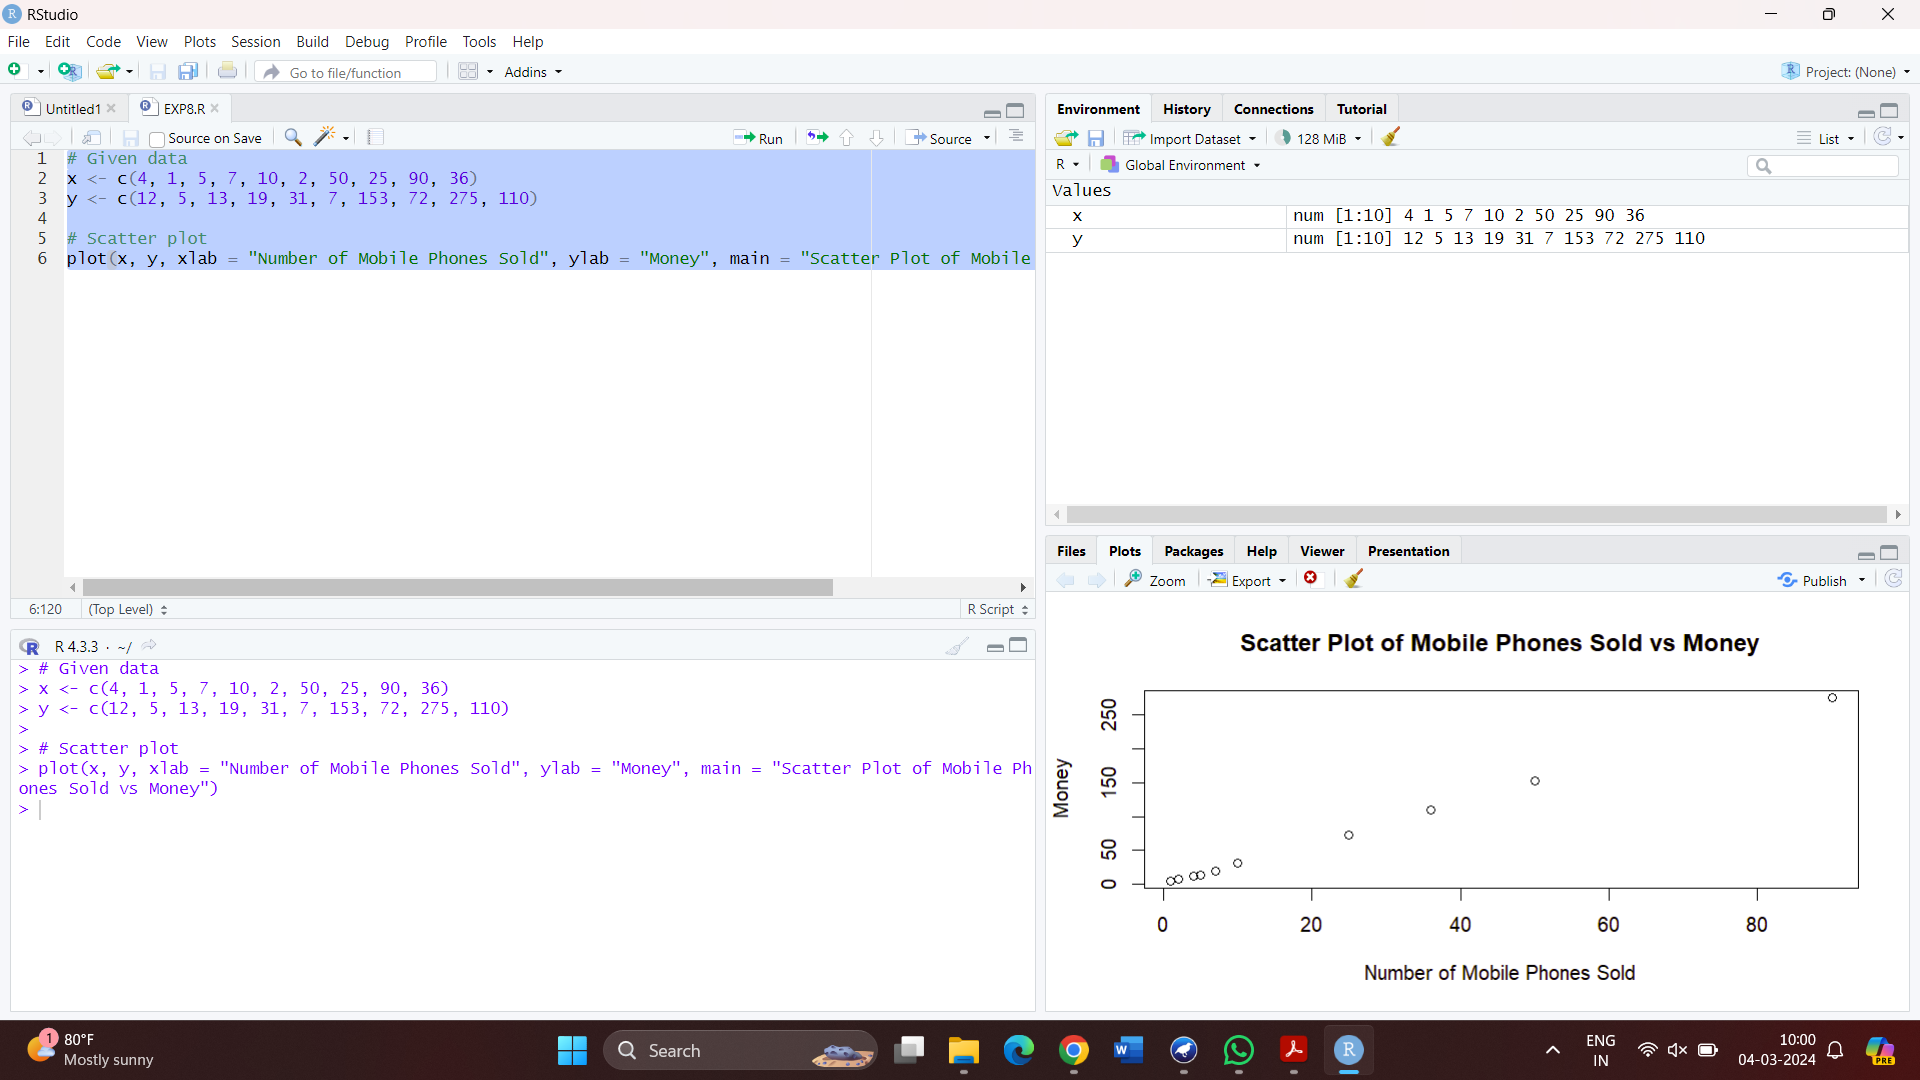 RStudio
File Edit Code View Plots Session Build Debug Profile Tools Help
Go to file/function Addins Project: (None)
Untitled1 EXP8.R
Source on Save Run Source
1 # Given data
2 x <- c(4, 1, 5, 7, 10, 2, 50, 25, 90, 36)
3 y <- c(12, 5, 13, 19, 31, 7, 153, 72, 275, 110)
4
5 # Scatter plot
6 plot(x, y, xlab = "Number of Mobile Phones Sold", ylab = "Money", main = "Scatter Plot of Mobile
6:120 (Top Level) R Script
R 4.3.3 · ~/
> # Given data
> x <- c(4, 1, 5, 7, 10, 2, 50, 25, 90, 36)
> y <- c(12, 5, 13, 19, 31, 7, 153, 72, 275, 110)
>
> # Scatter plot
> plot(x, y, xlab = "Number of Mobile Phones Sold", ylab = "Money", main = "Scatter Plot of Mobile Ph
ones Sold vs Money")
>
Environment History Connections Tutorial
Import Dataset 128 MiB List
R Global Environment
Values
x num [1:10] 4 1 5 7 10 2 50 25 90 36
y num [1:10] 12 5 13 19 31 7 153 72 275 110
Files Plots Packages Help Viewer Presentation
Zoom Export Publish
Scatter Plot of Mobile Phones Sold vs Money
Money
250
150
50
0
0 20 40 60 80
Number of Mobile Phones Sold
1
80°F
Mostly sunny
Search
ENG
IN
10:00
04-03-2024
PRE